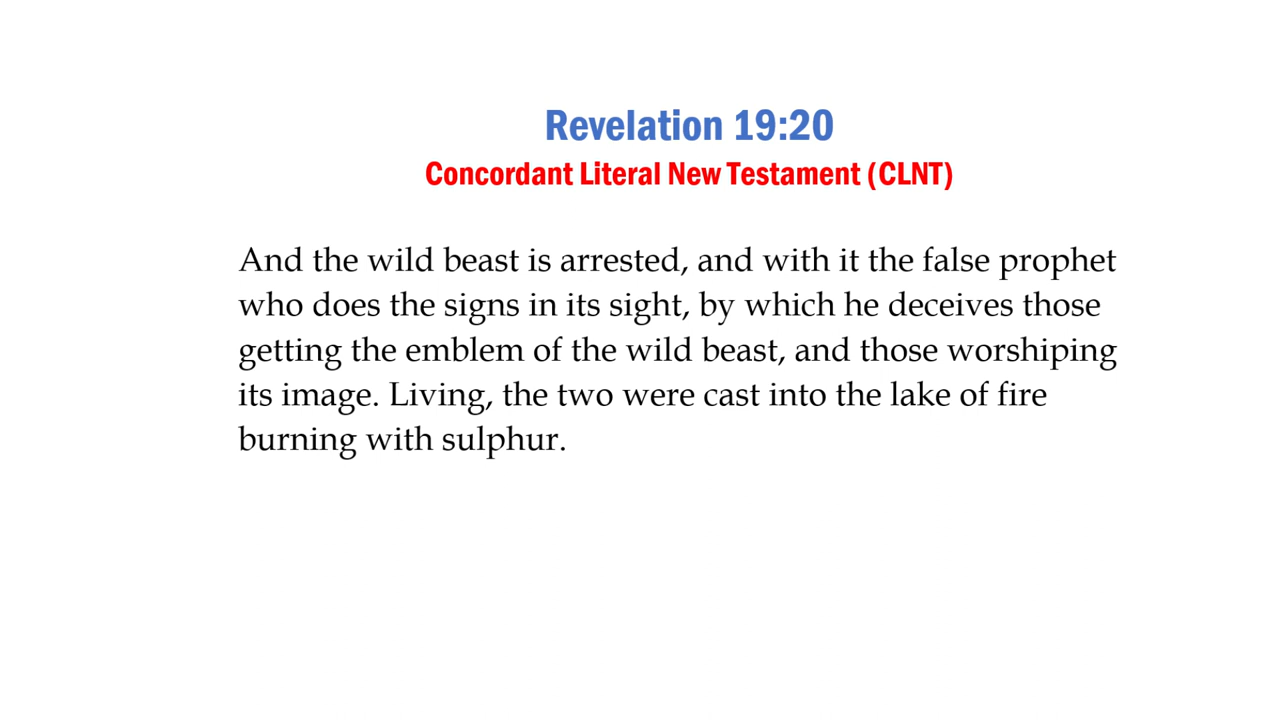 Revelation 19:20
Concordant Literal New Testament (CLNT)
And the wild beast is arrested, and with it the false prophet
who does the signs in its sight, by which he deceives those
getting the emblem of the wild beast, and those worshiping
its image. Living, the two were cast into the lake of fire
burning with sulphur.